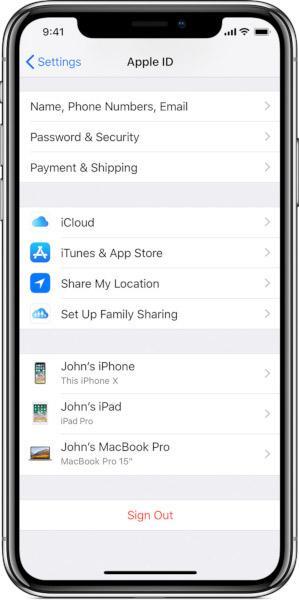 9:41
Settings
Apple ID
Name, Phone Numbers, Email
Password & Security
Payment & Shipping
iCloud
iTunes & App Store
Share My Location
Set Up Family Sharing
John's iPhone
This iPhone X
John's iPad
iPad Pro
John's MacBook Pro
MacBook Pro 15"
Sign Out